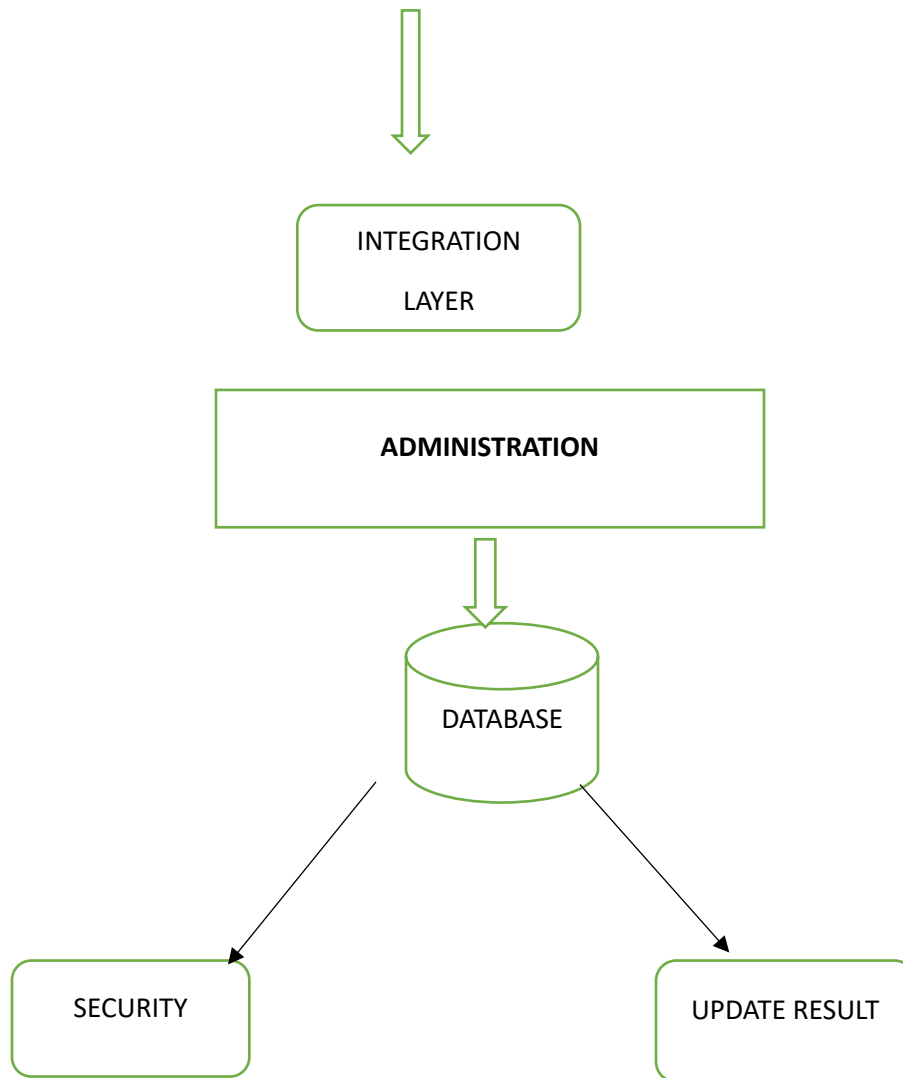 INTEGRATION
LAYER
ADMINISTRATION
DATABASE
SECURITY
UPDATE RESULT